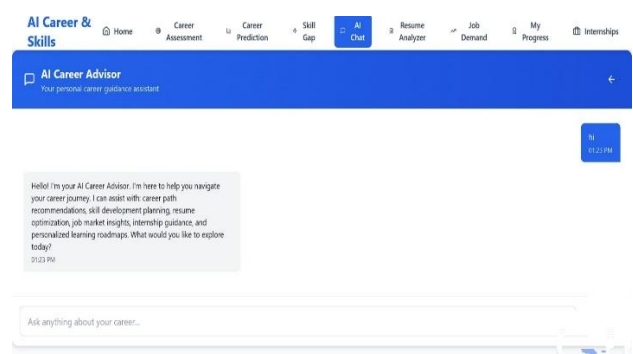 AI Career &
Skills
Home
Career
Assessment
Career
Prediction
Skill
Gap
AI
Chat
Resume
Analyzer
Job
Demand
My
Progress
Internships
AI Career Advisor
Your personal career guidance assistant
hi
01:23 PM
Hello! I'm your AI Career Advisor. I'm here to help you navigate
your career journey. I can assist with: career path
recommendations, skill development planning, resume
optimization, job market insights, internship guidance, and
personalized learning roadmaps. What would you like to explore
today?
01:23 PM
Ask anything about your career...